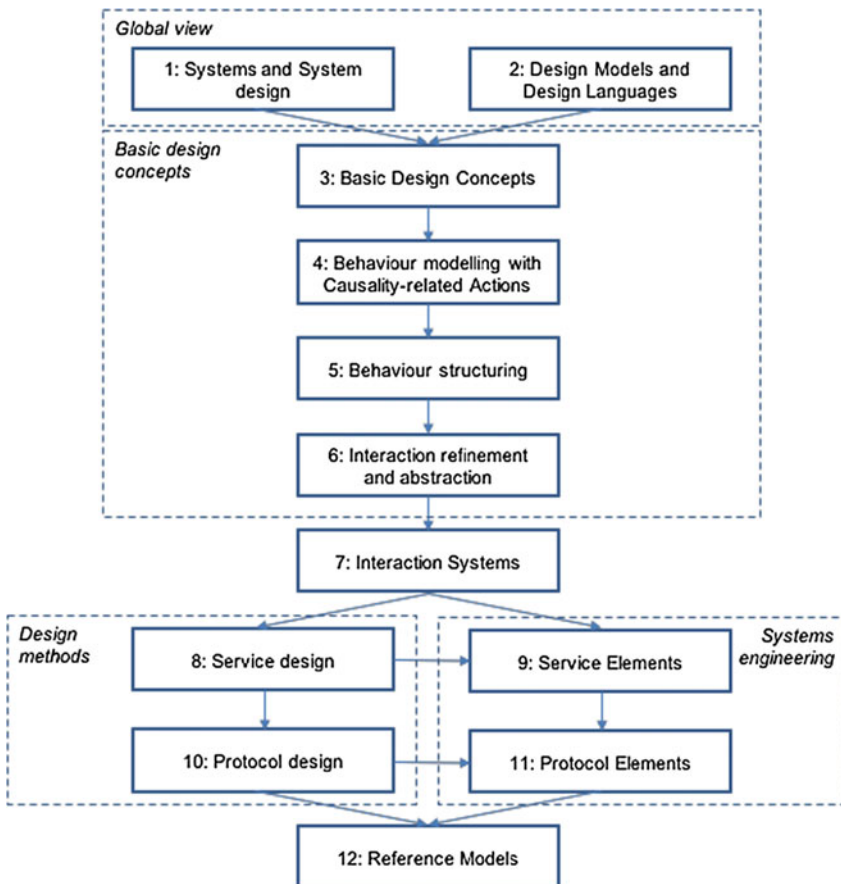 Global view
1: Systems and System
design
2: Design Models and
Design Languages
Basic design
concepts
3: Basic Design Concepts
4: Behaviour modelling with
Causality-related Actions
5: Behaviour structuring
6: Interaction refinement
and abstraction
7: Interaction Systems
Design
methods
8: Service design
9: Service Elements
Systems
engineering
10: Protocol design
11: Protocol Elements
12: Reference Models